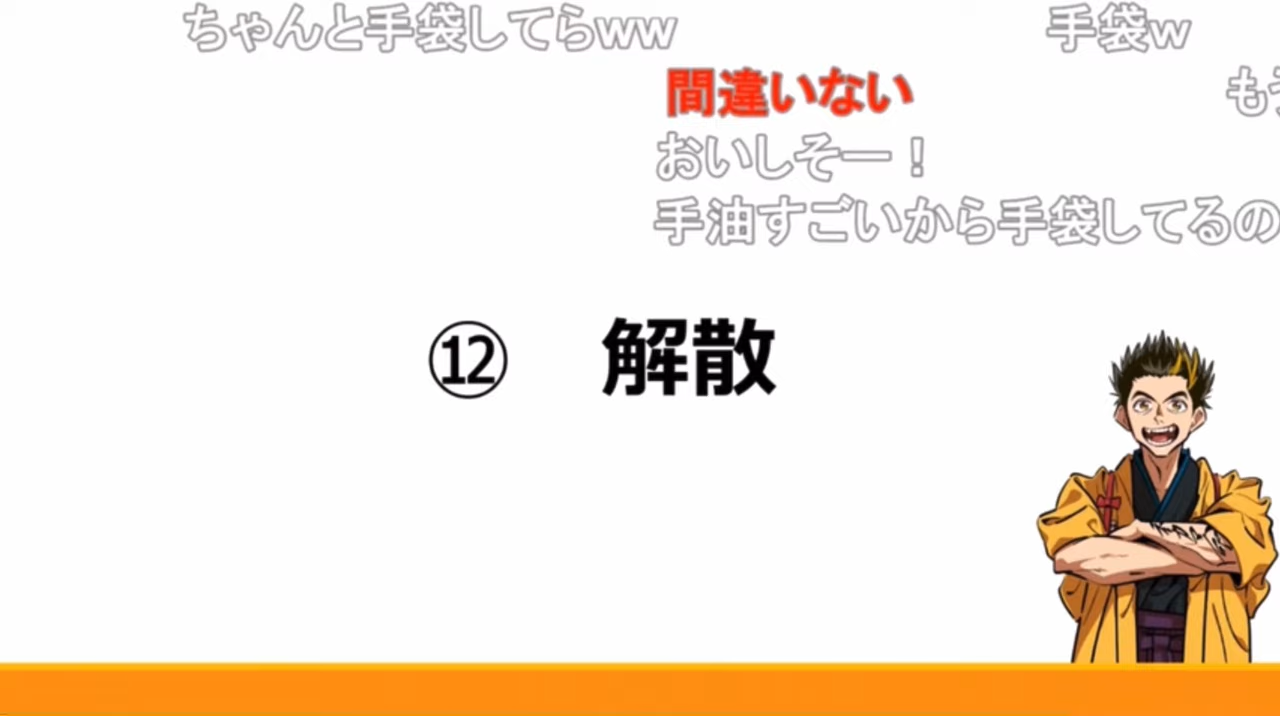 ちゃんと手袋してらww 手袋w
間違いない
おいしそー！
手油すごいから手袋してるの
⑫ 解散